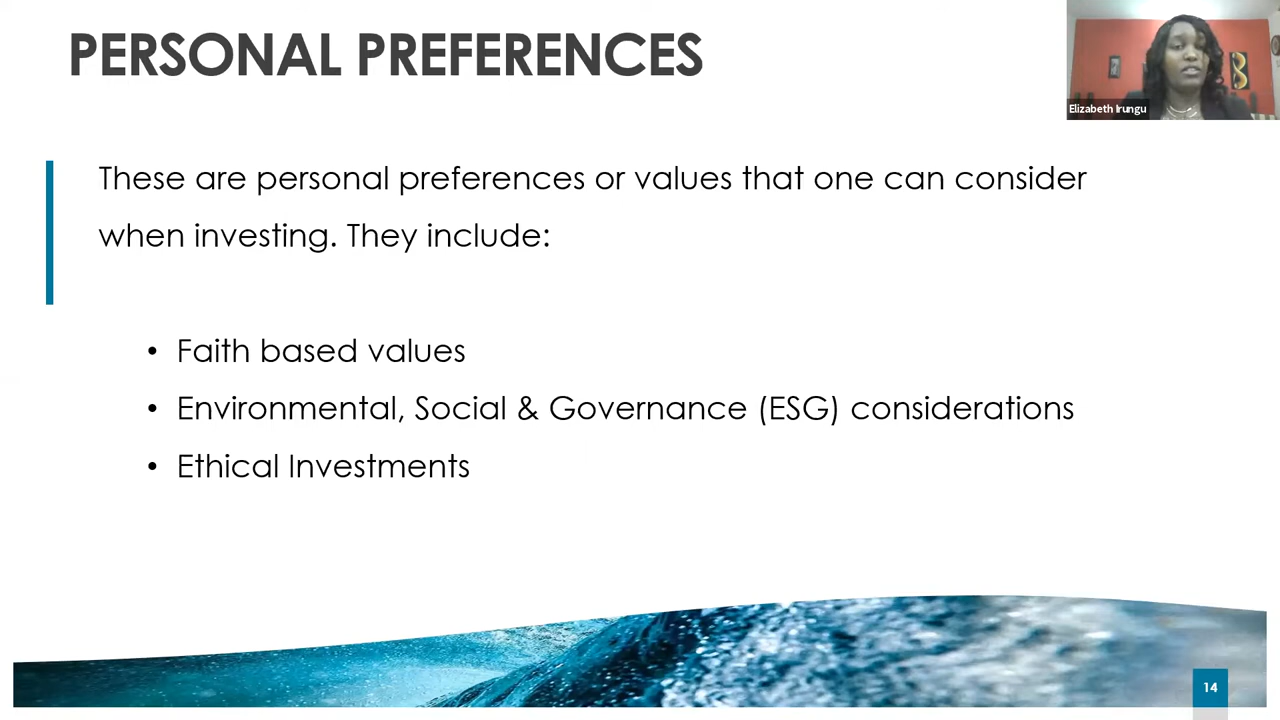 PERSONAL PREFERENCES
Elizabeth Irungu
These are personal preferences or values that one can consider
when investing. They include:
• Faith based values
• Environmental, Social & Governance (ESG) considerations
• Ethical Investments
14